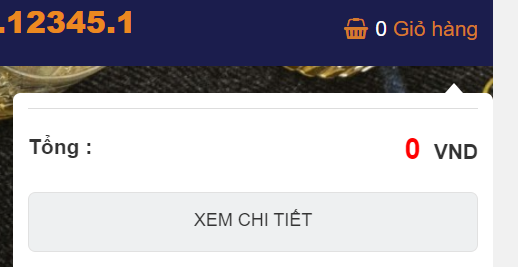 .12345.1
0 Giỏ hàng
Tổng : 0 VND
XEM CHI TIẾT